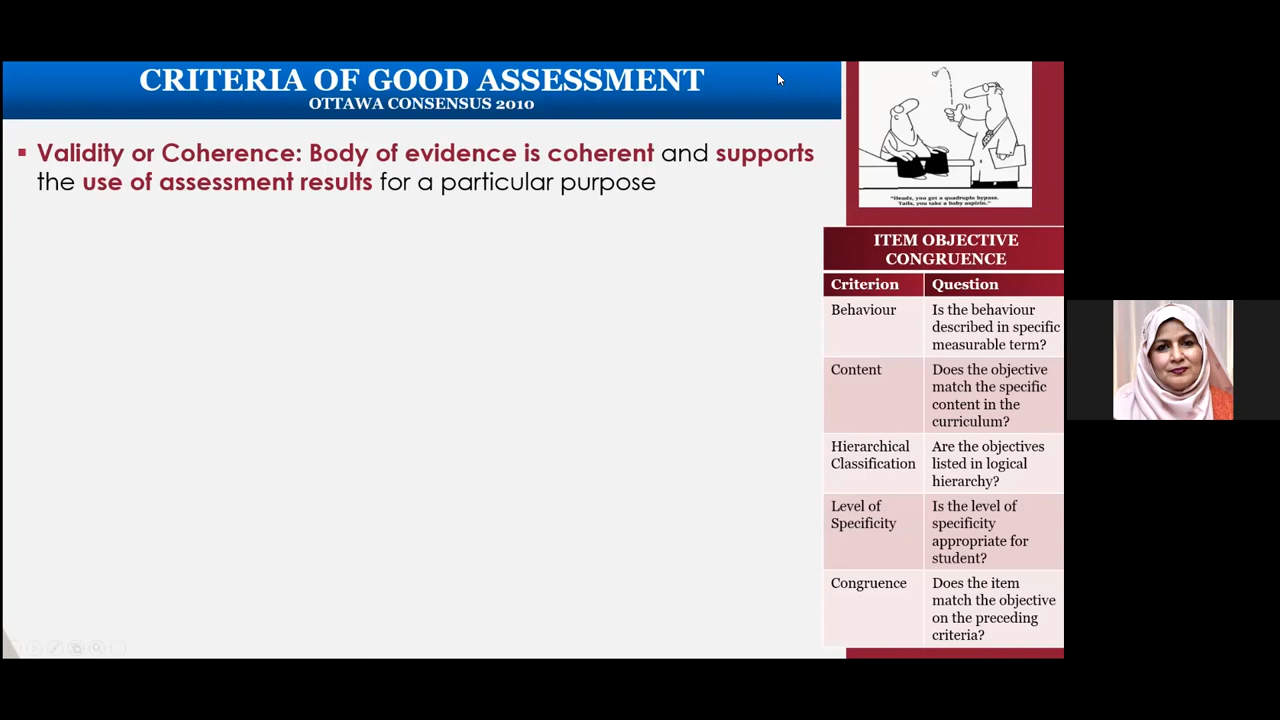 CRITERIA OF GOOD ASSESSMENT
OTTAWA CONSENSUS 2010
▪ Validity or Coherence: Body of evidence is coherent and supports
the use of assessment results for a particular purpose
"Heads, you get a quadruple bypass.
Tails, you take a baby aspirin."
ITEM OBJECTIVE
CONGRUENCE
Criterion
Question
Behaviour
Is the behaviour
described in specific
measurable term?
Content
Does the objective
match the specific
content in the
curriculum?
Hierarchical
Classification
Are the objectives
listed in logical
hierarchy?
Level of
Specificity
Is the level of
specificity
appropriate for
student?
Congruence
Does the item
match the objective
on the preceding
criteria?